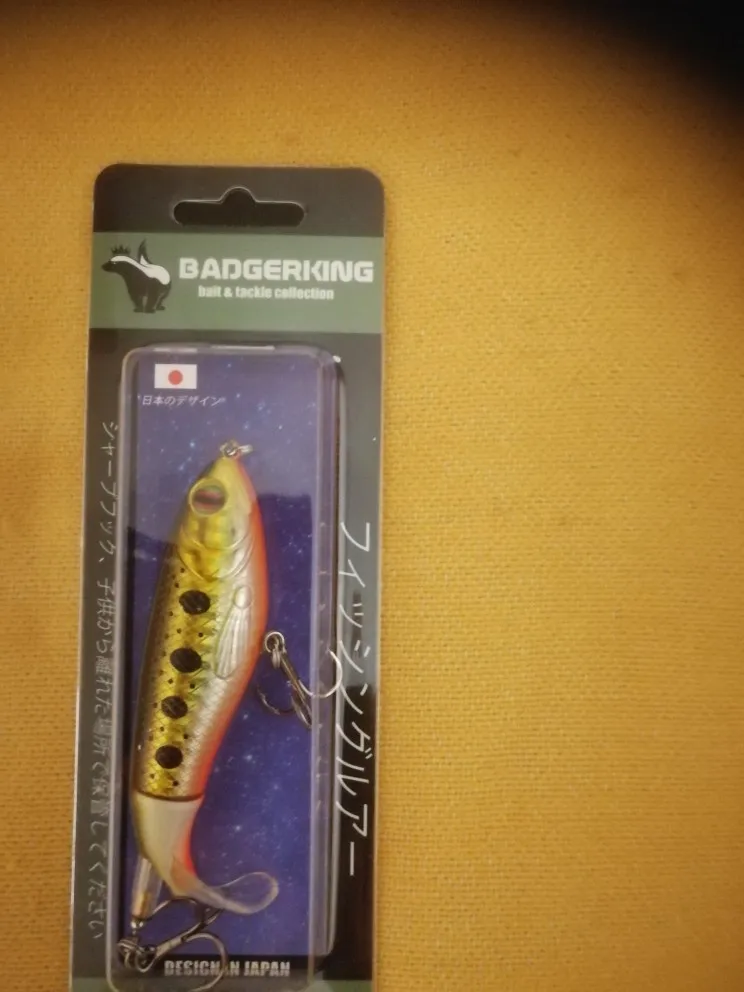 BADGERKING
bait & tackle collection
日本のデザイン
シャープフック、子供から離れた場所で保管してください
フィッシングルアー
DESIGN IN JAPAN